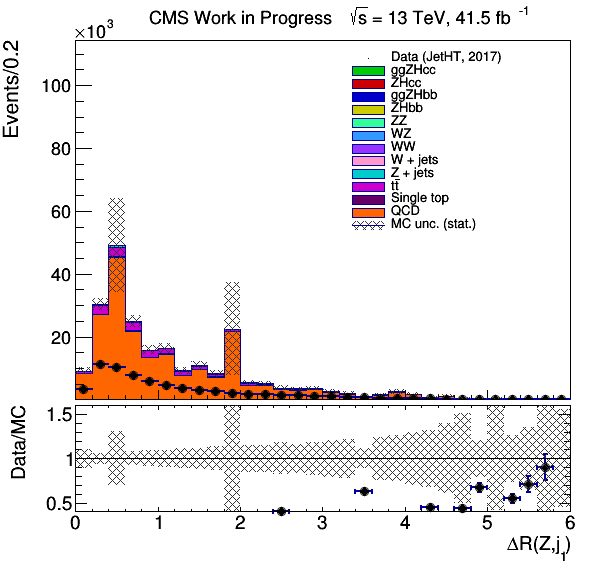 CMS Work in Progress √s = 13 TeV, 41.5 fb⁻¹
×10³
Events/0.2
100
80
60
40
20
Data (JetHT, 2017)
ggZHcc
ZHcc
ggZHbb
ZHbb
ZZ
WZ
WW
W + jets
Z + jets
tt̄
Single top
QCD
MC unc. (stat.)
Data/MC
1.5
1
0.5
0 1 2 3 4 5 6
ΔR(Z,j₁)